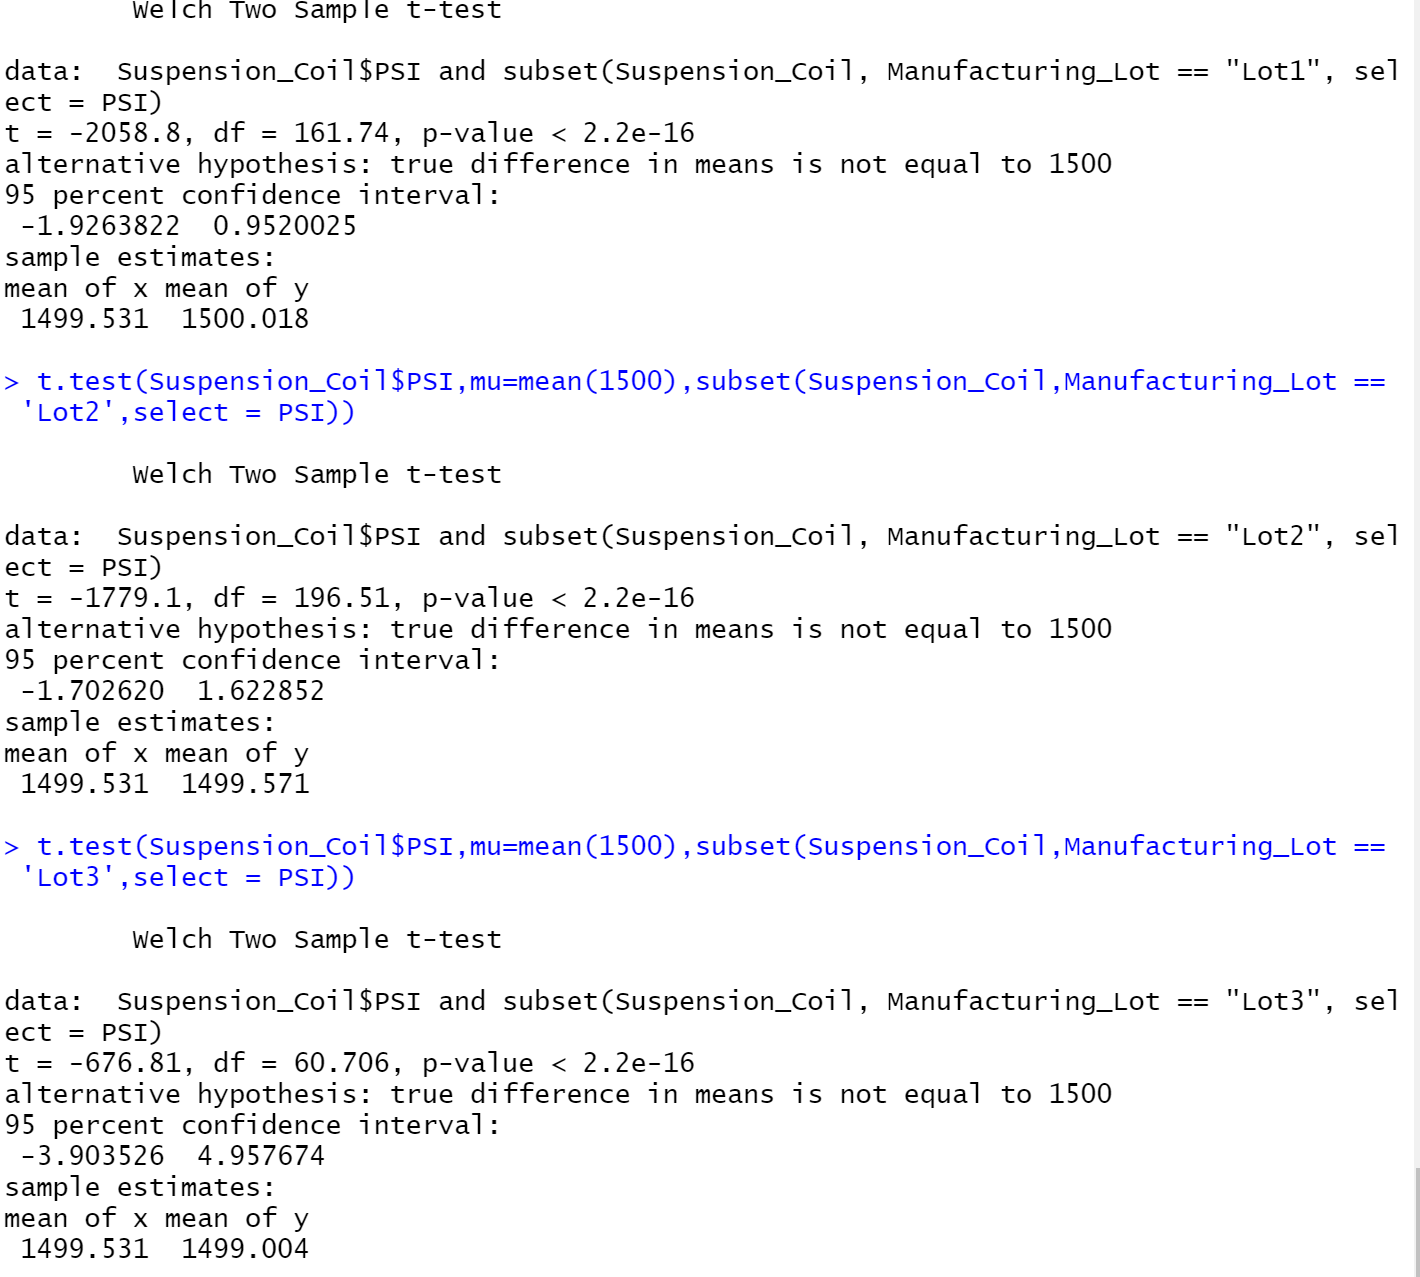 Welch Two Sample t-test
data:  Suspension_Coil$PSI and subset(Suspension_Coil, Manufacturing_Lot == "Lot1", sel
ect = PSI)
t = -2058.8, df = 161.74, p-value < 2.2e-16
alternative hypothesis: true difference in means is not equal to 1500
95 percent confidence interval:
 -1.9263822  0.9520025
sample estimates:
mean of x mean of y
 1499.531  1500.018
> t.test(Suspension_Coil$PSI,mu=mean(1500),subset(Suspension_Coil,Manufacturing_Lot ==
 'Lot2',select = PSI))
Welch Two Sample t-test
data:  Suspension_Coil$PSI and subset(Suspension_Coil, Manufacturing_Lot == "Lot2", sel
ect = PSI)
t = -1779.1, df = 196.51, p-value < 2.2e-16
alternative hypothesis: true difference in means is not equal to 1500
95 percent confidence interval:
 -1.702620  1.622852
sample estimates:
mean of x mean of y
 1499.531  1499.571
> t.test(Suspension_Coil$PSI,mu=mean(1500),subset(Suspension_Coil,Manufacturing_Lot ==
 'Lot3',select = PSI))
Welch Two Sample t-test
data:  Suspension_Coil$PSI and subset(Suspension_Coil, Manufacturing_Lot == "Lot3", sel
ect = PSI)
t = -676.81, df = 60.706, p-value < 2.2e-16
alternative hypothesis: true difference in means is not equal to 1500
95 percent confidence interval:
 -3.903526  4.957674
sample estimates:
mean of x mean of y
 1499.531  1499.004